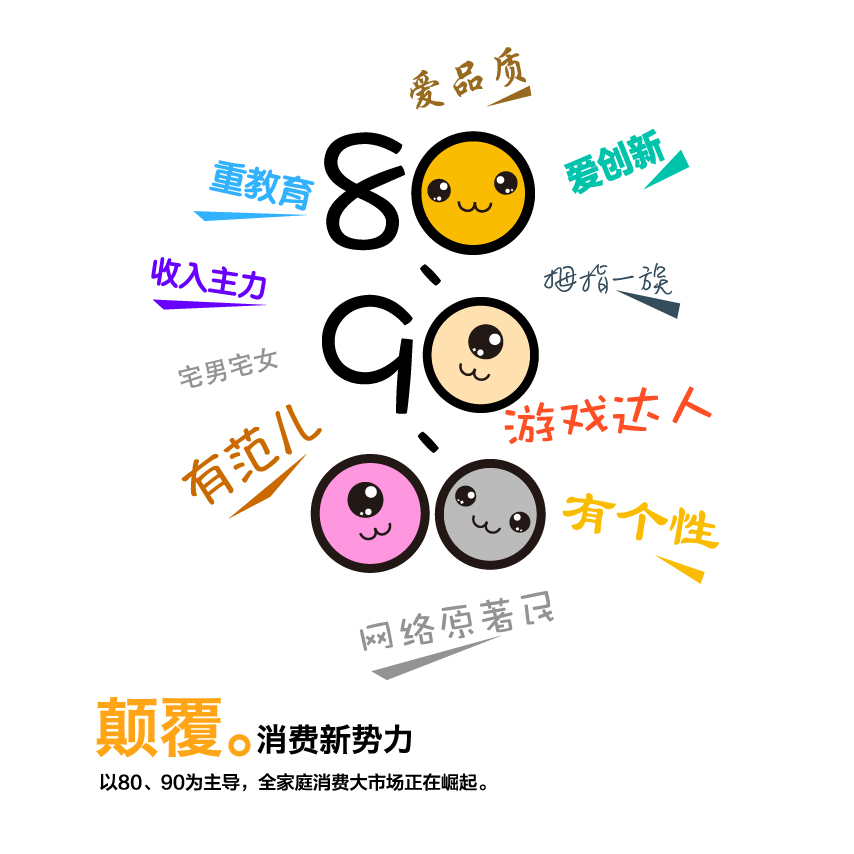 爱品质
重教育
80
爱创新
收入主力
、
拇指一族
90
宅男宅女
游戏达人
、
有范儿
00
有个性
网络原著民
颠覆。消费新势力
以80、90为主导，全家庭消费大市场正在崛起。